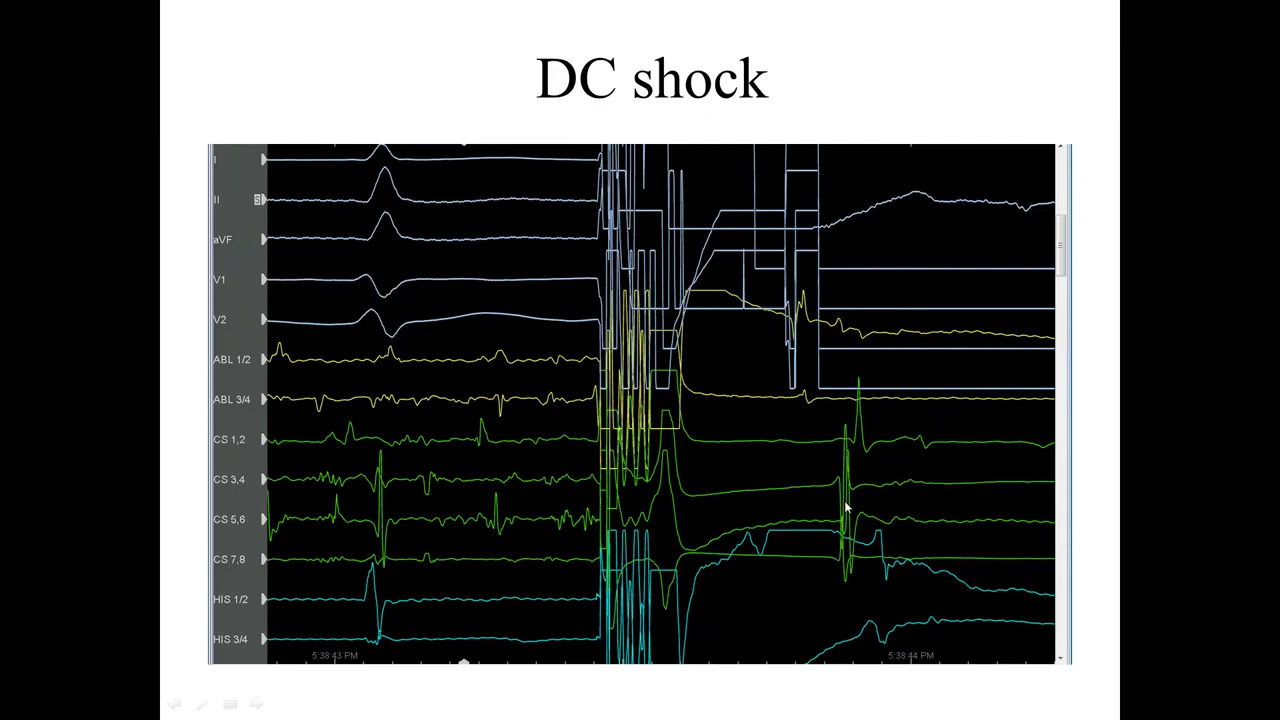 DC shock
I
II S
aVF
V1
V2
ABL 1/2
ABL 3/4
CS 1,2
CS 3,4
CS 5,6
CS 7,8
HIS 1/2
HIS 3/4
5:38:43 PM 5:38:44 PM